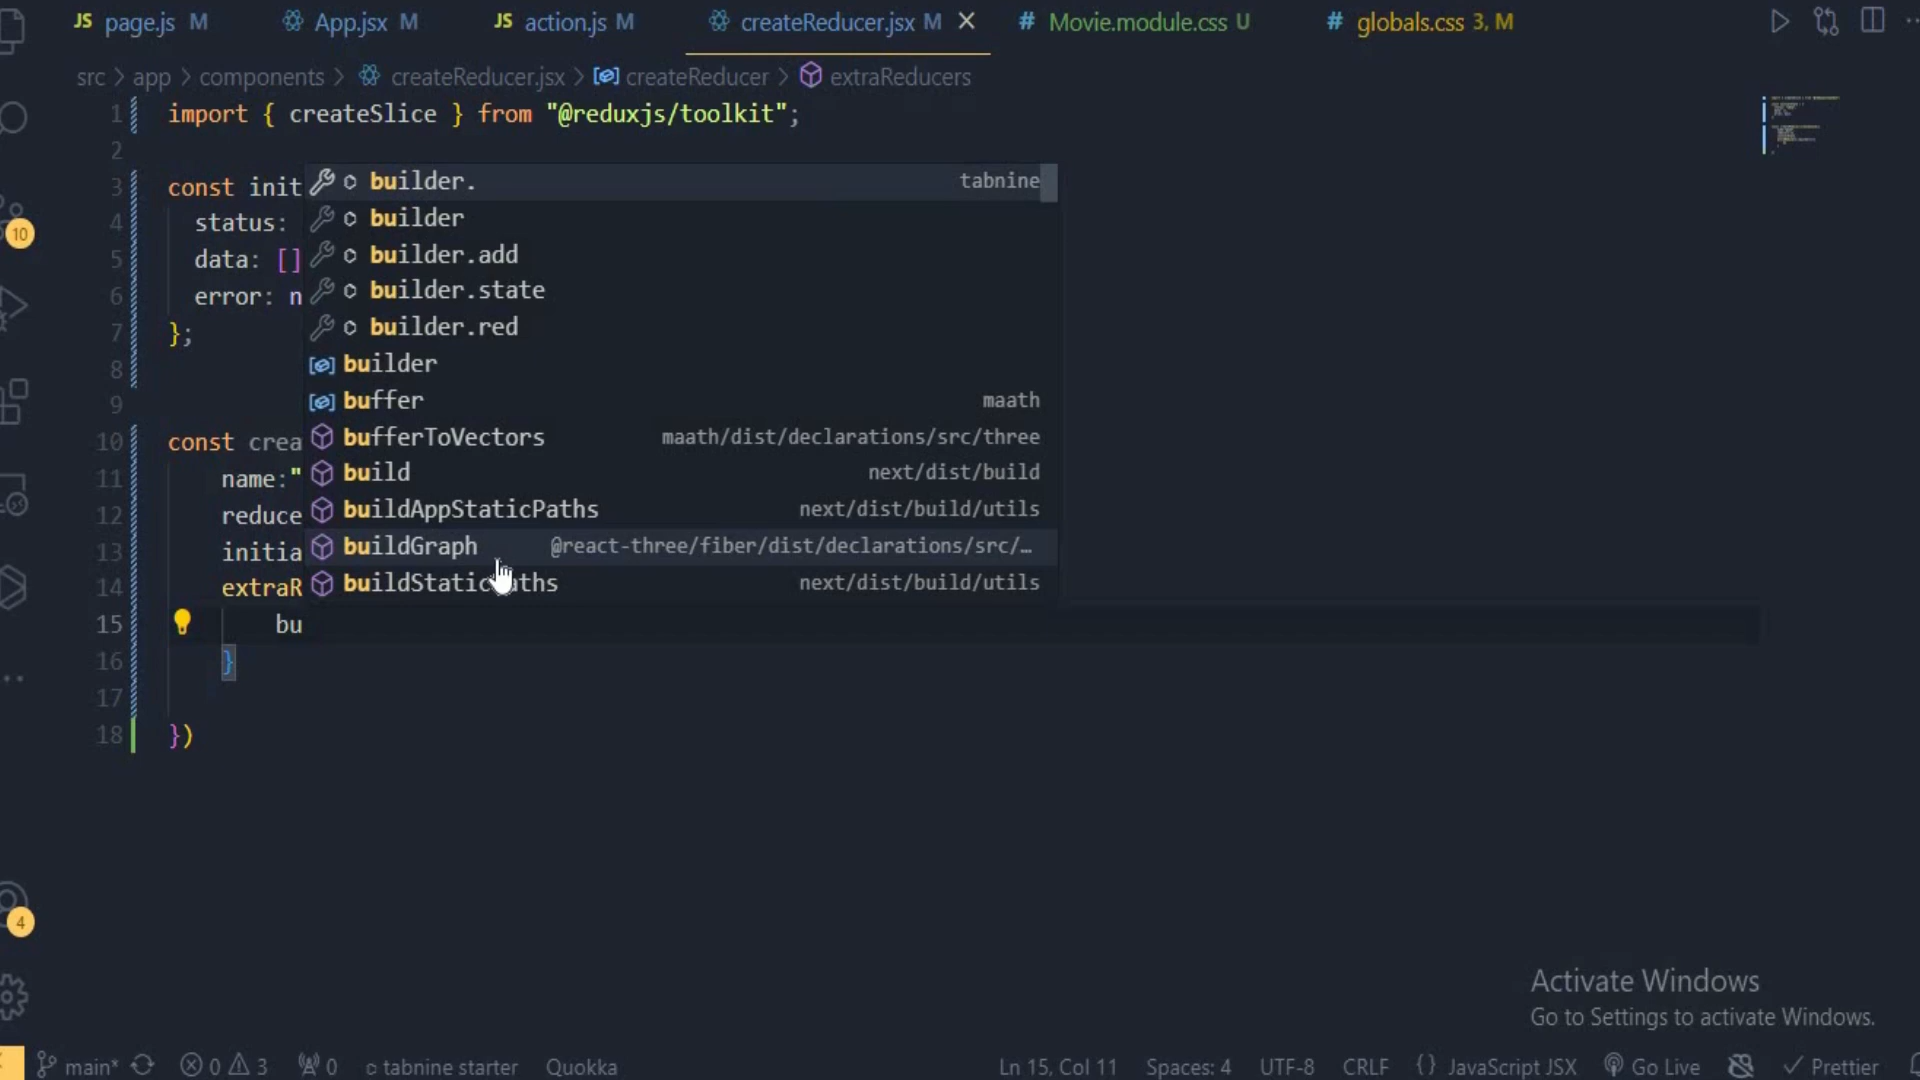 JS page.js M App.jsx M JS action.js M createReducer.jsx M # Movie.module.css U # globals.css 3, M
src > app > components > createReducer.jsx > createReducer > extraReducers
1 import { createSlice } from "@reduxjs/toolkit";
2
3 const init
4 status:
5 data: []
6 error: n
7 };
8
9
10 const crea
11 name:"
12 reduce
13 initia
14 extraR
15 bu
16 }
17
18 })
builder. tabnine
builder
builder.add
builder.state
builder.red
builder
buffer maath
bufferToVectors maath/dist/declarations/src/three
build next/dist/build
buildAppStaticPaths next/dist/build/utils
buildGraph @react-three/fiber/dist/declarations/src/…
buildStaticPaths next/dist/build/utils
10
4
Activate Windows
Go to Settings to activate Windows.
main* 0 3 0 tabnine starter Quokka Ln 15, Col 11 Spaces: 4 UTF-8 CRLF {} JavaScript JSX Go Live Prettier